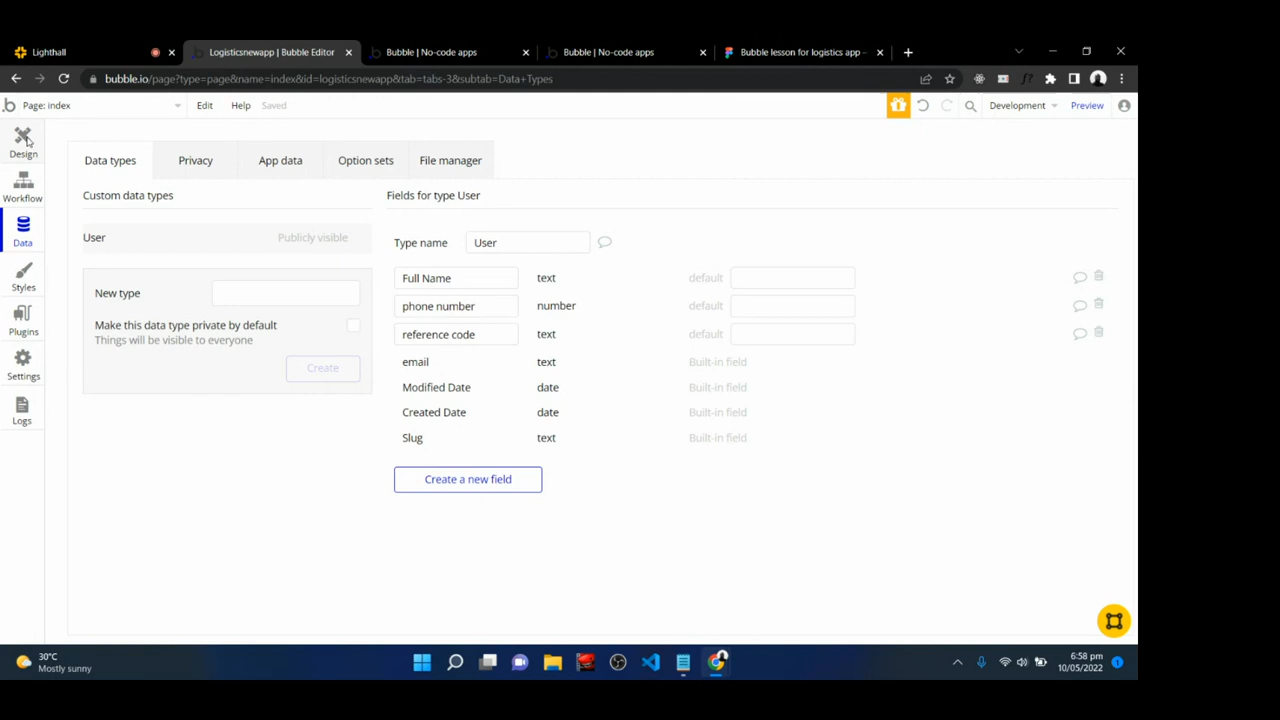 Lighthall
Logisticsnewapp | Bubble Editor
Bubble | No-code apps
Bubble | No-code apps
Bubble lesson for logistics app –
bubble.io/page?type=page&name=index&id=logisticsnewapp&tab=tabs-3&subtab=Data+Types
Page: index
Edit
Help
Saved
Development
Preview
Design
Workflow
Data
Styles
Plugins
Settings
Logs
Data types
Privacy
App data
Option sets
File manager
Custom data types
User
Publicly visible
New type
Make this data type private by default
Things will be visible to everyone
Create
Fields for type User
Type name
User
Full Name
text
default
phone number
number
default
reference code
text
default
email
text
Built-in field
Modified Date
date
Built-in field
Created Date
date
Built-in field
Slug
text
Built-in field
Create a new field
30°C
Mostly sunny
6:58 pm
10/05/2022
1